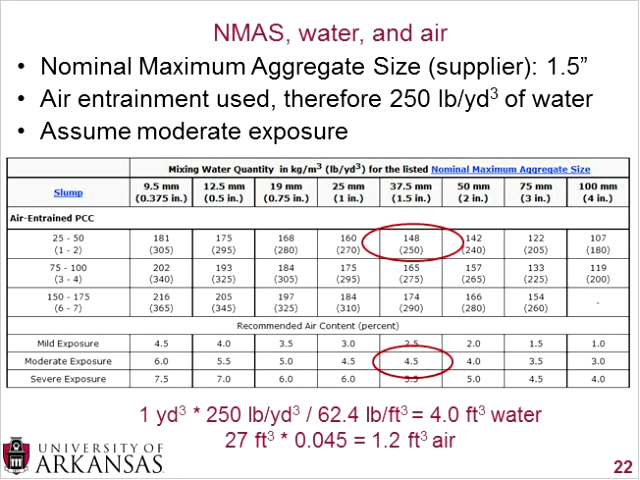 NMAS, water, and air
• Nominal Maximum Aggregate Size (supplier): 1.5”
• Air entrainment used, therefore 250 lb/yd³ of water
• Assume moderate exposure
Slump
Mixing Water Quantity in kg/m³ (lb/yd³) for the listed Nominal Maximum Aggregate Size
9.5 mm (0.375 in.) 12.5 mm (0.5 in.) 19 mm (0.75 in.) 25 mm (1 in.) 37.5 mm (1.5 in.) 50 mm (2 in.) 75 mm (3 in.) 100 mm (4 in.)
Air-Entrained PCC
25 - 50 181 175 168 160 148 142 122 107
(1 - 2) (305) (295) (280) (270) (250) (240) (205) (180)
75 - 100 202 193 184 175 165 157 133 119
(3 - 4) (340) (325) (305) (295) (275) (265) (225) (200)
150 - 175 216 205 197 184 174 166 154 -
(6 - 7) (365) (345) (325) (310) (290) (280) (260)
Recommended Air Content (percent)
Mild Exposure 4.5 4.0 3.5 3.0 2.5 2.0 1.5 1.0
Moderate Exposure 6.0 5.5 5.0 4.5 4.5 4.0 3.5 3.0
Severe Exposure 7.5 7.0 6.0 6.0 5.5 5.0 4.5 4.0
1 yd³ * 250 lb/yd³ / 62.4 lb/ft³ = 4.0 ft³ water
27 ft³ * 0.045 = 1.2 ft³ air
UNIVERSITY OF
ARKANSAS
22